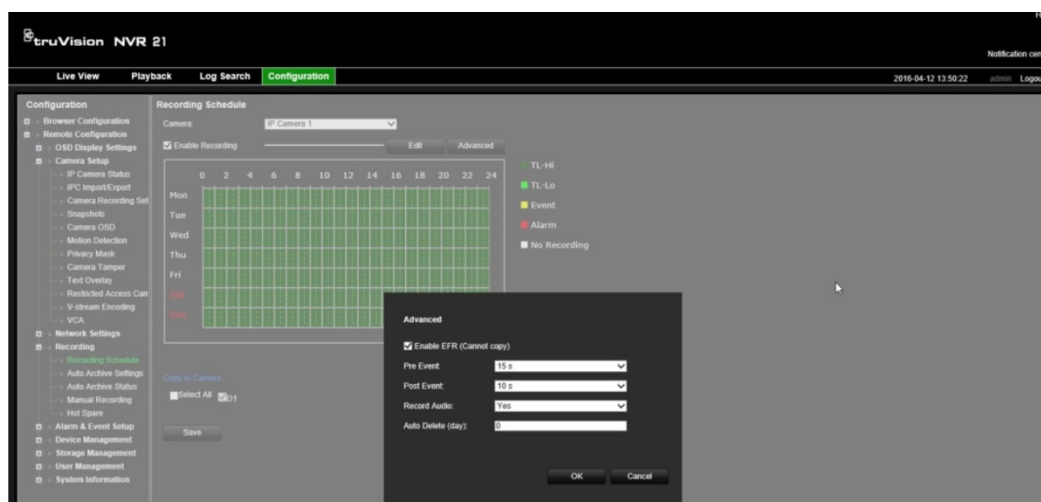 truVision NVR 21
Notification cen
Live View Playback Log Search Configuration
2016-04-12 13:50:22 admin Logou
Configuration
Browser Configuration
Remote Configuration
OSD Display Settings
Camera Setup
IP Camera Status
IPC Import/Export
Camera Recording Set
Snapshots
Camera OSD
Motion Detection
Privacy Mask
Camera Tamper
Text Overlay
Restricted Access Cam
V-stream Encoding
VCA
Network Settings
Recording
Recording Schedule
Auto Archive Settings
Auto Archive Status
Manual Recording
Hot Spare
Alarm & Event Setup
Device Management
Storage Management
User Management
System Information
Recording Schedule
Camera: IP Camera 1
Enable Recording Edit Advanced
0 2 4 6 8 10 12 14 16 18 20 22 24
Mon
Tue
Wed
Thu
Fri
Sat
Sun
TL-Hi
TL-Lo
Event
Alarm
No Recording
Copy to Camera
Select All D1
Save
Advanced
Enable EFR (Cannot copy)
Pre Event: 15 s
Post Event: 10 s
Record Audio: Yes
Auto Delete (day): 0
OK Cancel